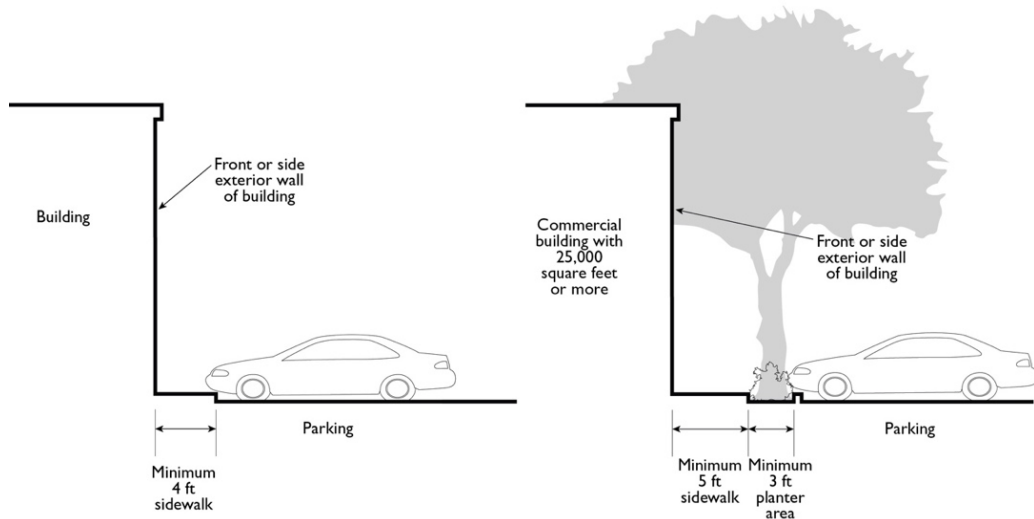 Front or side
exterior wall
of building
Building
Parking
Minimum
4 ft
sidewalk
Commercial
building with
25,000
square feet
or more
Front or side
exterior wall
of building
Parking
Minimum
5 ft
sidewalk
Minimum
3 ft
planter
area